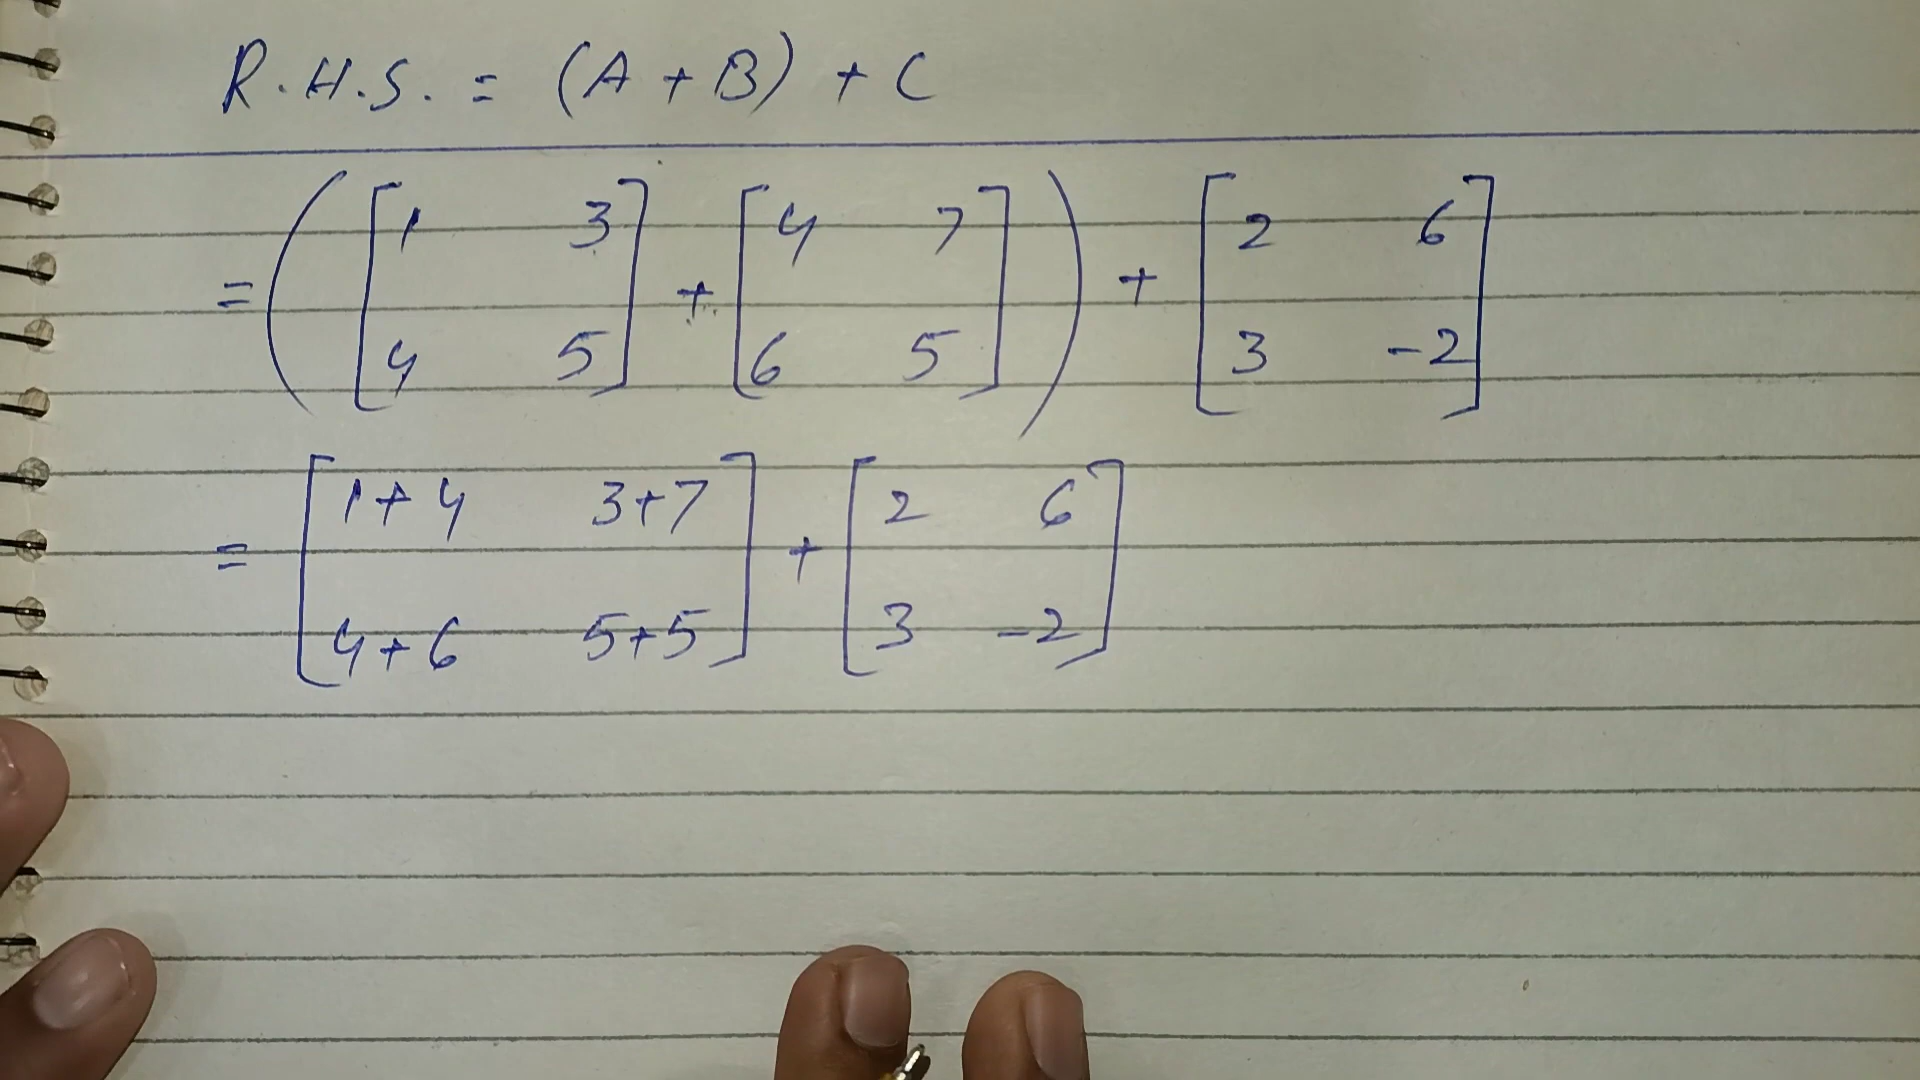 R.H.S. = (A + B) + C
= ([1 3] + [4 7]) + [2 6]
[4 5] [6 5] [3 -2]
= [1+4 3+7] + [2 6]
[4+6 5+5] [3 -2]